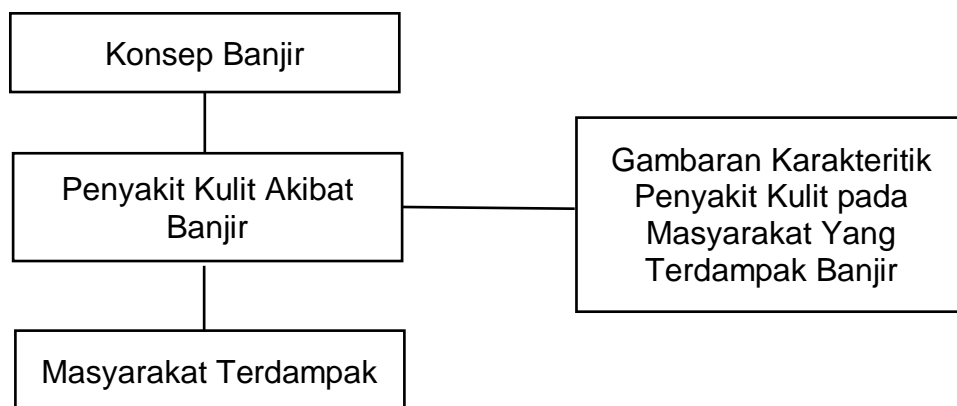 Konsep Banjir
Penyakit Kulit Akibat
Banjir
Gambaran Karakteritik
Penyakit Kulit pada
Masyarakat Yang
Terdampak Banjir
Masyarakat Terdampak